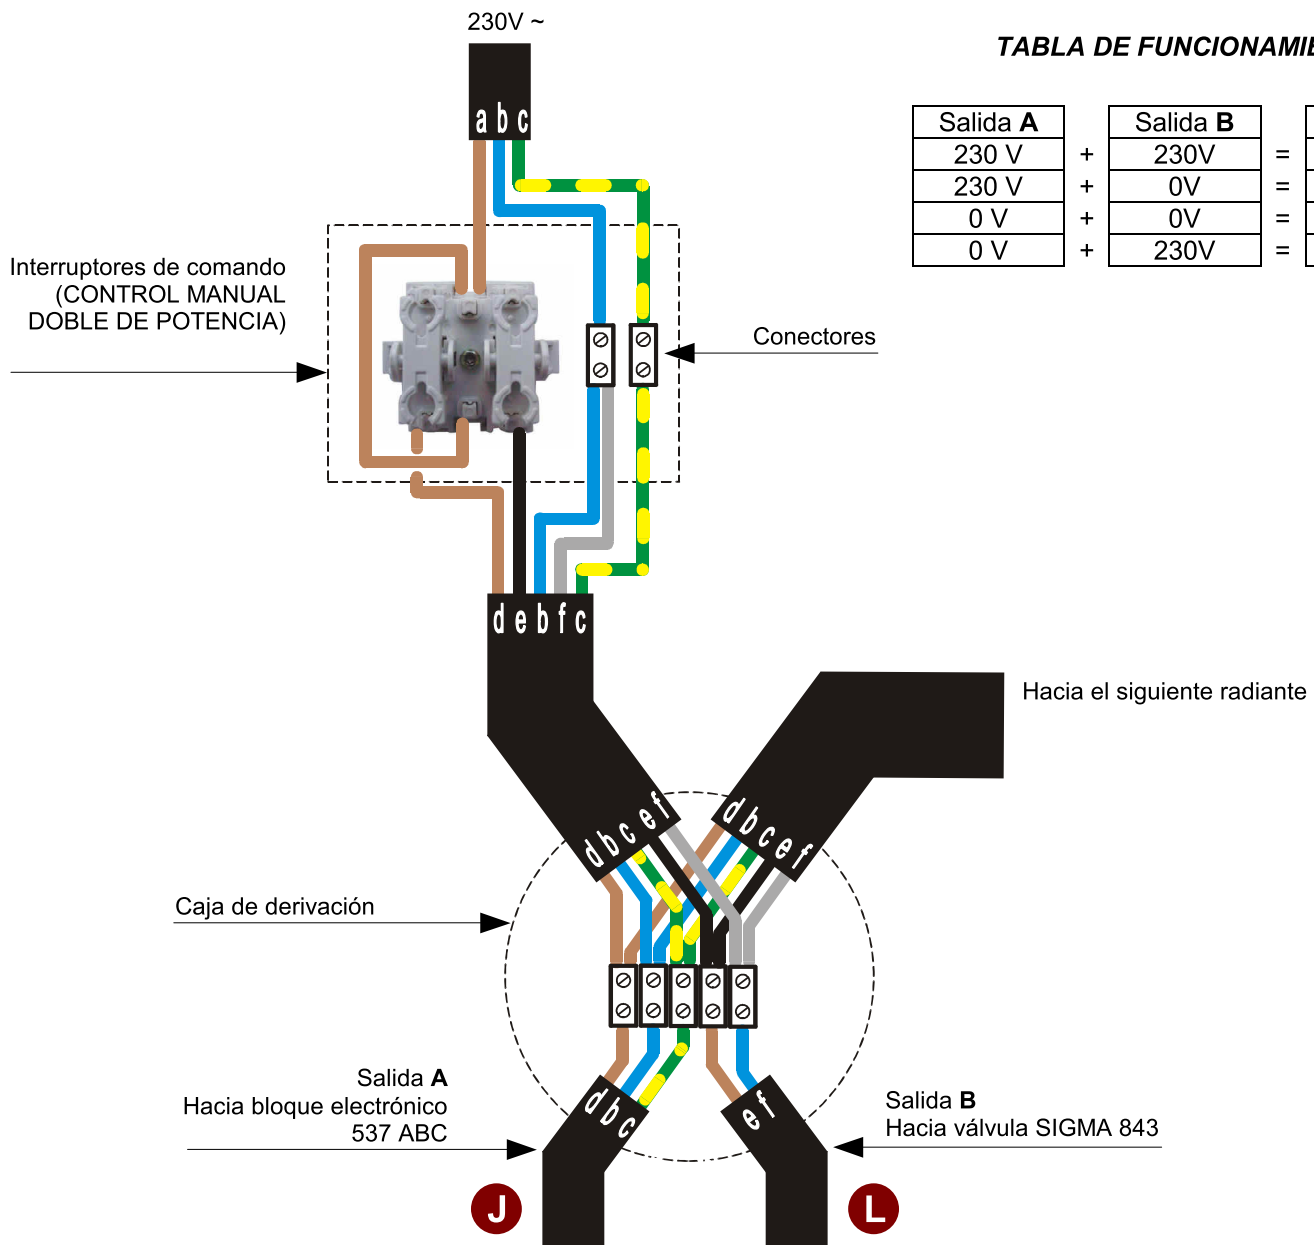 230V ~
TABLA DE FUNCIONAMIE
a b c
Salida A Salida B
230 V + 230V =
230 V + 0V =
0 V + 0V =
0 V + 230V =
Interruptores de comando
(CONTROL MANUAL
DOBLE DE POTENCIA)
Conectores
d e b f c
Hacia el siguiente radiante
d b c e f
d b c e f
Caja de derivación
Salida A
Hacia bloque electrónico
537 ABC
d b c
e f
Salida B
Hacia válvula SIGMA 843
J
L